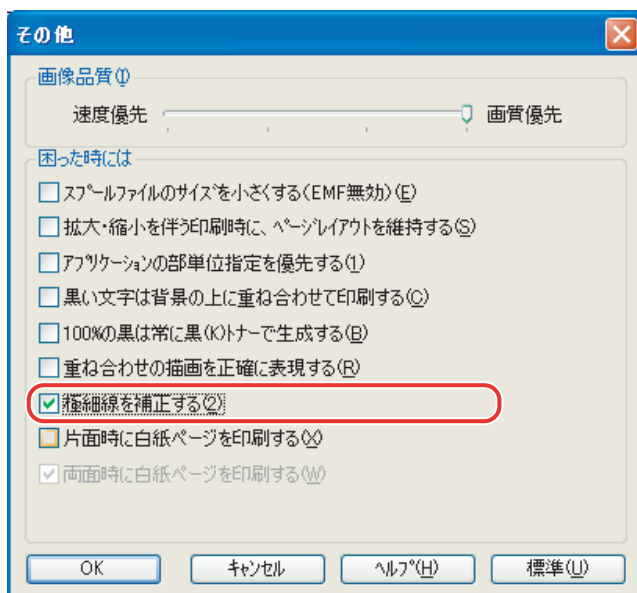 その他
画像品質(I)
速度優先 画質優先
困った時には
スプールファイルのサイズを小さくする(EMF無効)(E)
拡大・縮小を伴う印刷時に、ページレイアウトを維持する(S)
アプリケーションの部単位指定を優先する(1)
黒い文字は背景の上に重ね合わせて印刷する(C)
100%の黒は常に黒(K)トナーで生成する(B)
重ね合わせの描画を正確に表現する(R)
極細線を補正する(2)
片面時に白紙ページを印刷する(X)
両面時に白紙ページを印刷する(W)
OK キャンセル ヘルプ(H) 標準(U)